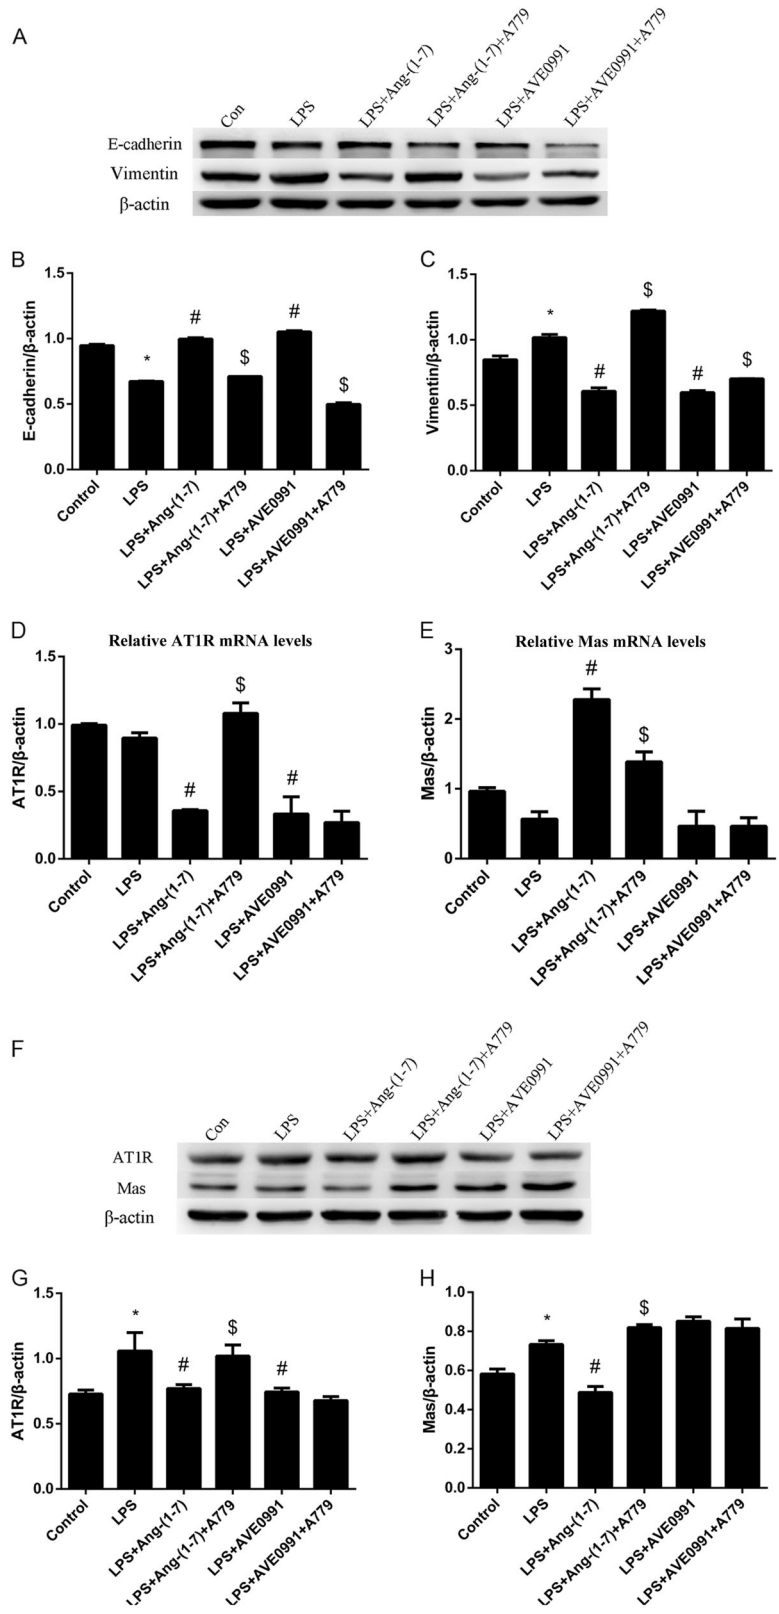 A
Con
LPS
LPS+Ang-(1-7)
LPS+Ang-(1-7)+A779
LPS+AVE0991
LPS+AVE0991+A779
E-cadherin
Vimentin
β-actin
B
E-cadherin/β-actin
1.5
1.0
0.5
0.0
*
#
$
#
$
Control
LPS
LPS+Ang-(1-7)
LPS+Ang-(1-7)+A779
LPS+AVE0991
LPS+AVE0991+A779
C
Vimentin/β-actin
1.5
1.0
0.5
0.0
*
#
$
#
$
Control
LPS
LPS+Ang-(1-7)
LPS+Ang-(1-7)+A779
LPS+AVE0991
LPS+AVE0991+A779
D
Relative AT1R mRNA levels
AT1R/β-actin
1.5
1.0
0.5
0.0
#
$
#
Control
LPS
LPS+Ang-(1-7)
LPS+Ang-(1-7)+A779
LPS+AVE0991
LPS+AVE0991+A779
E
Relative Mas mRNA levels
Mas/β-actin
3
2
1
0
#
$
Control
LPS
LPS+Ang-(1-7)
LPS+Ang-(1-7)+A779
LPS+AVE0991
LPS+AVE0991+A779
F
Con
LPS
LPS+Ang-(1-7)
LPS+Ang-(1-7)+A779
LPS+AVE0991
LPS+AVE0991+A779
AT1R
Mas
β-actin
G
AT1R/β-actin
1.5
1.0
0.5
0.0
*
#
$
#
Control
LPS
LPS+Ang-(1-7)
LPS+Ang-(1-7)+A779
LPS+AVE0991
LPS+AVE0991+A779
H
Mas/β-actin
1.0
0.8
0.6
0.4
0.2
0.0
*
#
$
Control
LPS
LPS+Ang-(1-7)
LPS+Ang-(1-7)+A779
LPS+AVE0991
LPS+AVE0991+A779